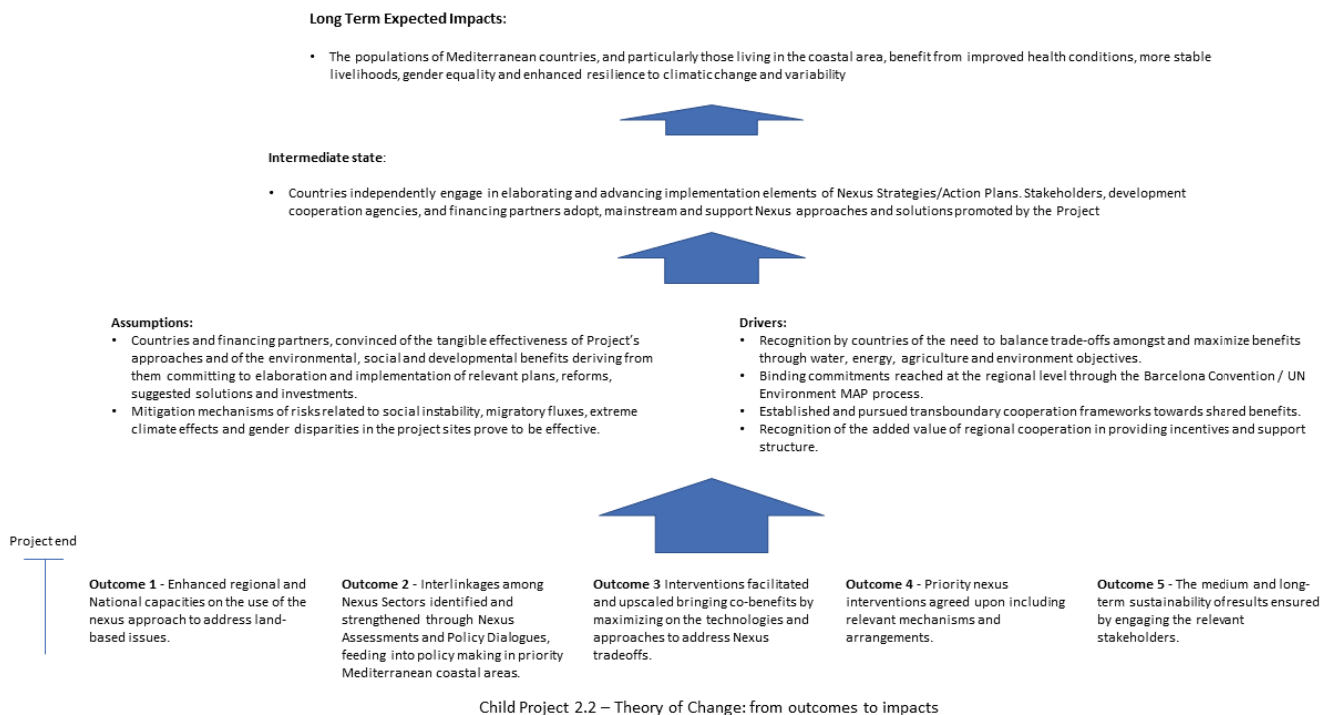 Long Term Expected Impacts:
• The populations of Mediterranean countries, and particularly those living in the coastal area, benefit from improved health conditions, more stable
livelihoods, gender equality and enhanced resilience to climatic change and variability
Intermediate state:
• Countries independently engage in elaborating and advancing implementation elements of Nexus Strategies/Action Plans. Stakeholders, development
cooperation agencies, and financing partners adopt, mainstream and support Nexus approaches and solutions promoted by the Project
Assumptions:
• Countries and financing partners, convinced of the tangible effectiveness of Project's
approaches and of the environmental, social and developmental benefits deriving from
them committing to elaboration and implementation of relevant plans, reforms,
suggested solutions and investments.
• Mitigation mechanisms of risks related to social instability, migratory fluxes, extreme
climate effects and gender disparities in the project sites prove to be effective.
Drivers:
• Recognition by countries of the need to balance trade-offs amongst and maximize benefits
through water, energy, agriculture and environment objectives.
• Binding commitments reached at the regional level through the Barcelona Convention / UN
Environment MAP process.
• Established and pursued transboundary cooperation frameworks towards shared benefits.
• Recognition of the added value of regional cooperation in providing incentives and support
structure.
Project end
Outcome 1 - Enhanced regional and
National capacities on the use of the
nexus approach to address land-
based issues.
Outcome 2 - Interlinkages among
Nexus Sectors identified and
strengthened through Nexus
Assessments and Policy Dialogues,
feeding into policy making in priority
Mediterranean coastal areas.
Outcome 3 Interventions facilitated
and upscaled bringing co-benefits by
maximizing on the technologies and
approaches to address Nexus
tradeoffs.
Outcome 4 - Priority nexus
interventions agreed upon including
relevant mechanisms and
arrangements.
Outcome 5 - The medium and long-
term sustainability of results ensured
by engaging the relevant
stakeholders.
Child Project 2.2 – Theory of Change: from outcomes to impacts